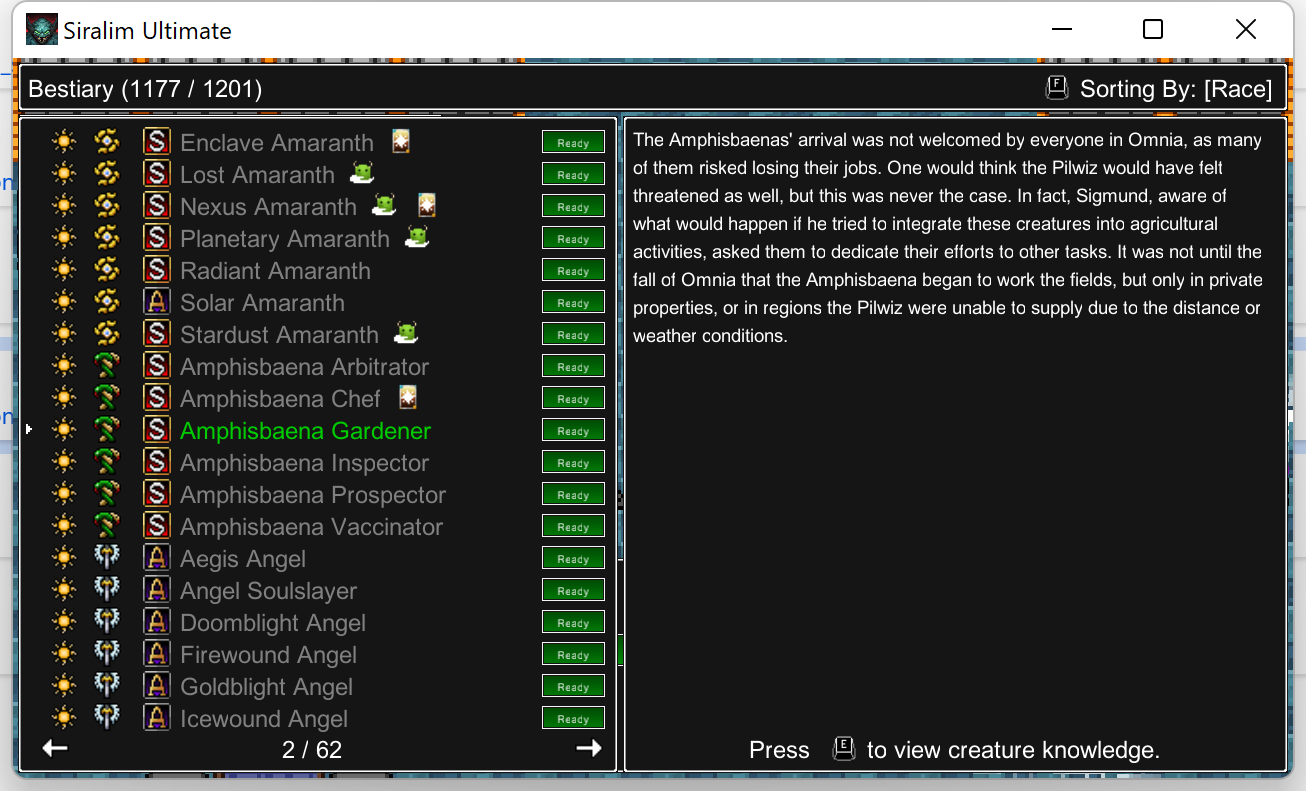 Siralim Ultimate
Bestiary (1177 / 1201)
F Sorting By: [Race]
S Enclave Amaranth Ready
S Lost Amaranth Ready
S Nexus Amaranth Ready
S Planetary Amaranth Ready
S Radiant Amaranth Ready
A Solar Amaranth Ready
S Stardust Amaranth Ready
S Amphisbaena Arbitrator Ready
S Amphisbaena Chef Ready
S Amphisbaena Gardener Ready
S Amphisbaena Inspector Ready
S Amphisbaena Prospector Ready
S Amphisbaena Vaccinator Ready
A Aegis Angel Ready
A Angel Soulslayer Ready
A Doomblight Angel Ready
A Firewound Angel Ready
A Goldblight Angel Ready
A Icewound Angel Ready
2 / 62
The Amphisbaenas' arrival was not welcomed by everyone in Omnia, as many
of them risked losing their jobs. One would think the Pilwiz would have felt
threatened as well, but this was never the case. In fact, Sigmund, aware of
what would happen if he tried to integrate these creatures into agricultural
activities, asked them to dedicate their efforts to other tasks. It was not until the
fall of Omnia that the Amphisbaena began to work the fields, but only in private
properties, or in regions the Pilwiz were unable to supply due to the distance or
weather conditions.
Press E to view creature knowledge.